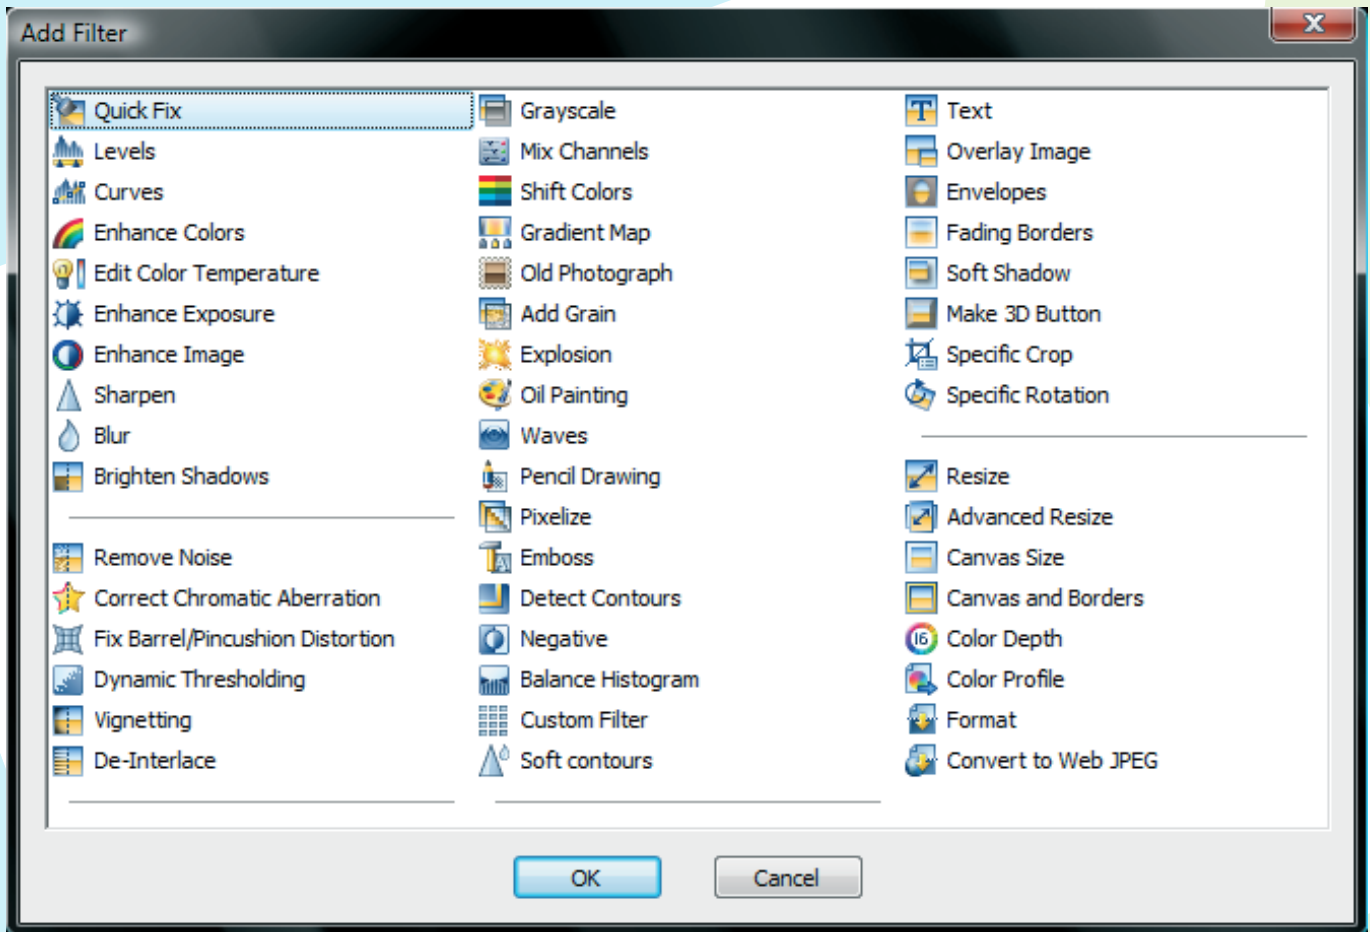 Add Filter
Quick Fix
Levels
Curves
Enhance Colors
Edit Color Temperature
Enhance Exposure
Enhance Image
Sharpen
Blur
Brighten Shadows
Remove Noise
Correct Chromatic Aberration
Fix Barrel/Pincushion Distortion
Dynamic Thresholding
Vignetting
De-Interlace
Grayscale
Mix Channels
Shift Colors
Gradient Map
Old Photograph
Add Grain
Explosion
Oil Painting
Waves
Pencil Drawing
Pixelize
Emboss
Detect Contours
Negative
Balance Histogram
Custom Filter
Soft contours
Text
Overlay Image
Envelopes
Fading Borders
Soft Shadow
Make 3D Button
Specific Crop
Specific Rotation
Resize
Advanced Resize
Canvas Size
Canvas and Borders
16
Color Depth
Color Profile
Format
Convert to Web JPEG
OK
Cancel